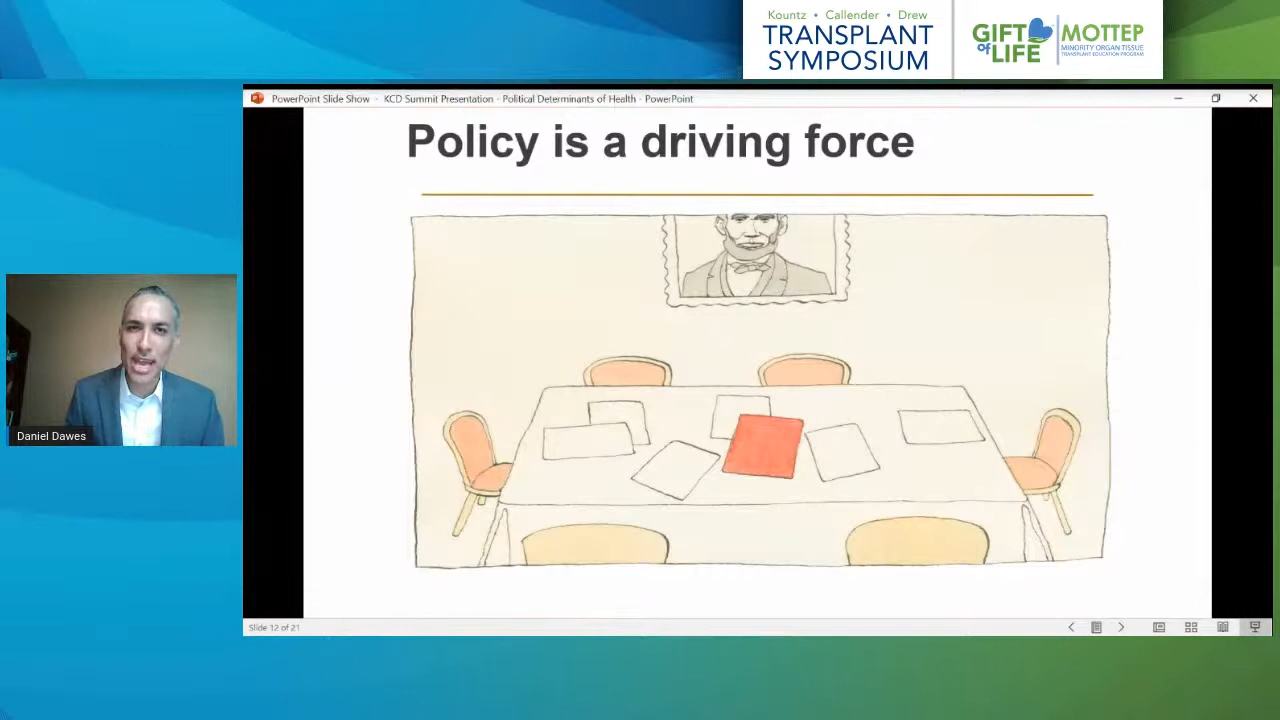 Kountz • Callender • Drew
TRANSPLANT
SYMPOSIUM
GIFT
of LIFE
MOTTEP
MINORITY ORGAN TISSUE
TRANSPLANT EDUCATION PROGRAM
PowerPoint Slide Show - KCD Summit Presentation - Political Determinants of Health - PowerPoint
Policy is a driving force
Daniel Dawes
Slide 12 of 21